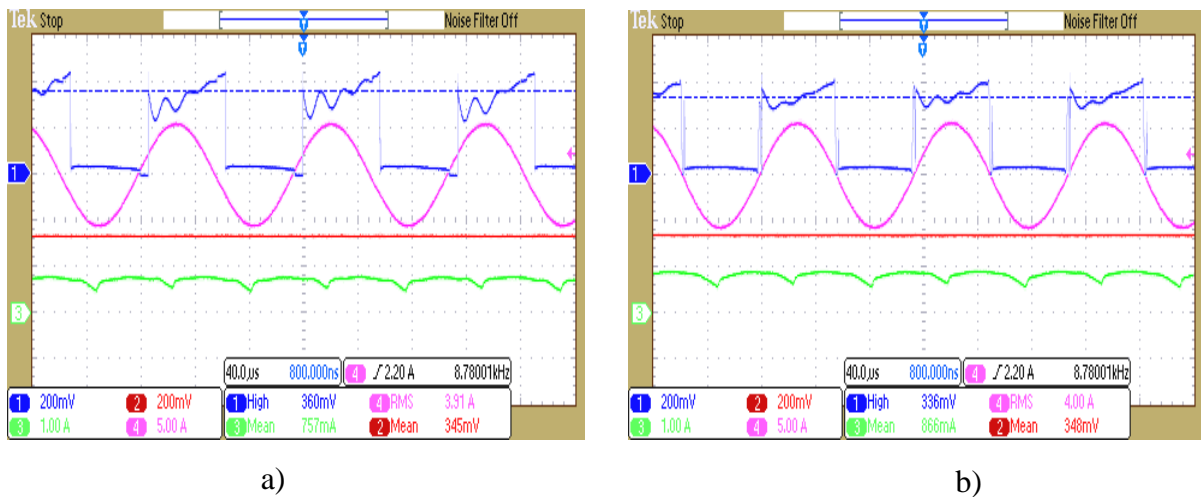 Tek Stop Noise Filter Off
T
T
1
3
40.0µs 800.000ns 4 2.20 A 8.78001kHz
1 200mV 2 200mV 1 High 360mV 4 RMS 3.91 A
3 1.00 A 4 5.00 A 3 Mean 757mA 2 Mean 345mV
a)
Tek Stop Noise Filter Off
T
T
1
3
40.0µs 800.000ns 4 2.20 A 8.78001kHz
1 200mV 2 200mV 1 High 336mV 4 RMS 4.00 A
3 1.00 A 4 5.00 A 3 Mean 866mA 2 Mean 348mV
b)